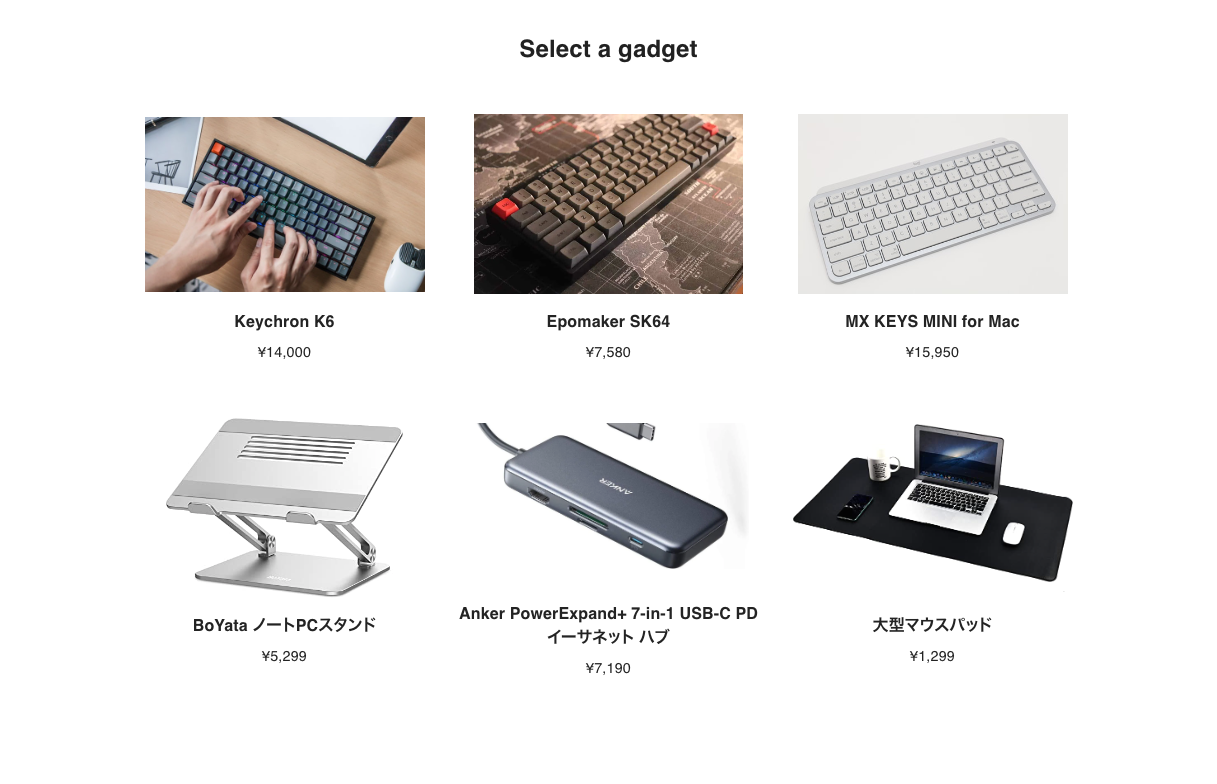 Select a gadget
Keychron K6
¥14,000
Epomaker SK64
¥7,580
MX KEYS MINI for Mac
¥15,950
ANKER
BoYata ノートPCスタンド
¥5,299
Anker PowerExpand+ 7-in-1 USB-C PD
イーサネット ハブ
¥7,190
大型マウスパッド
¥1,299